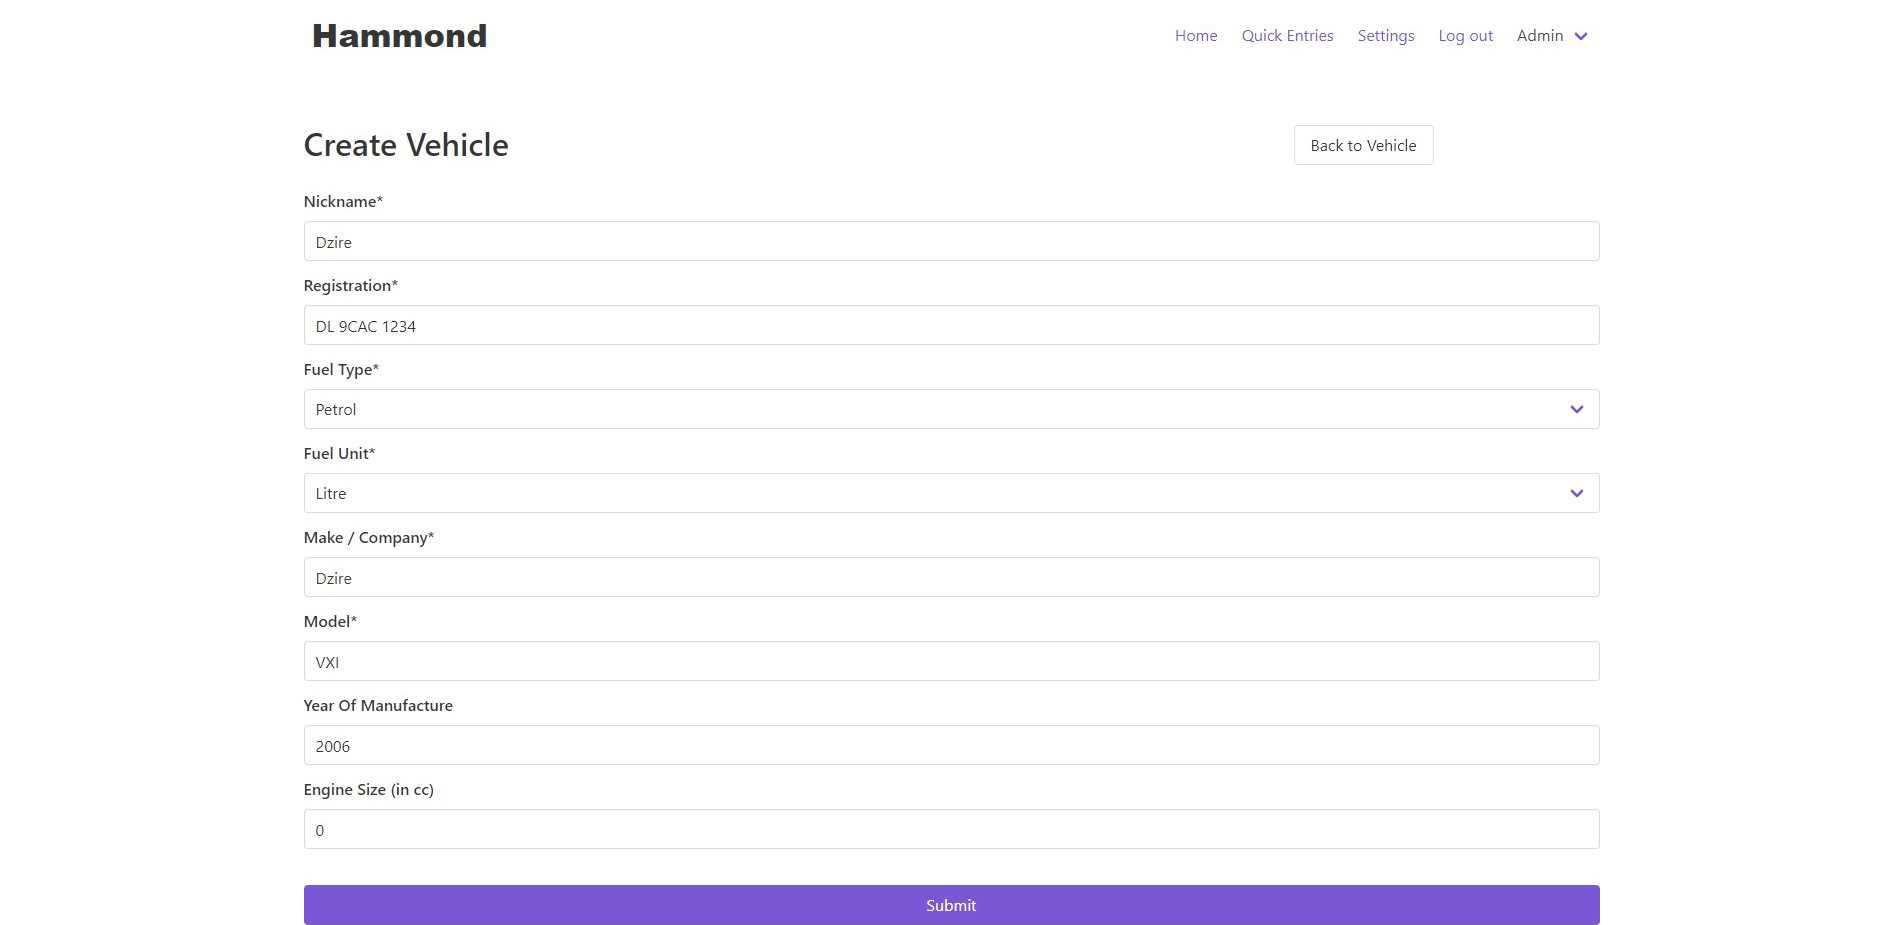 Hammond
Home Quick Entries Settings Log out Admin
Create Vehicle
Back to Vehicle
Nickname*
Dzire
Registration*
DL 9CAC 1234
Fuel Type*
Petrol
Fuel Unit*
Litre
Make / Company*
Dzire
Model*
VXI
Year Of Manufacture
2006
Engine Size (in cc)
0
Submit